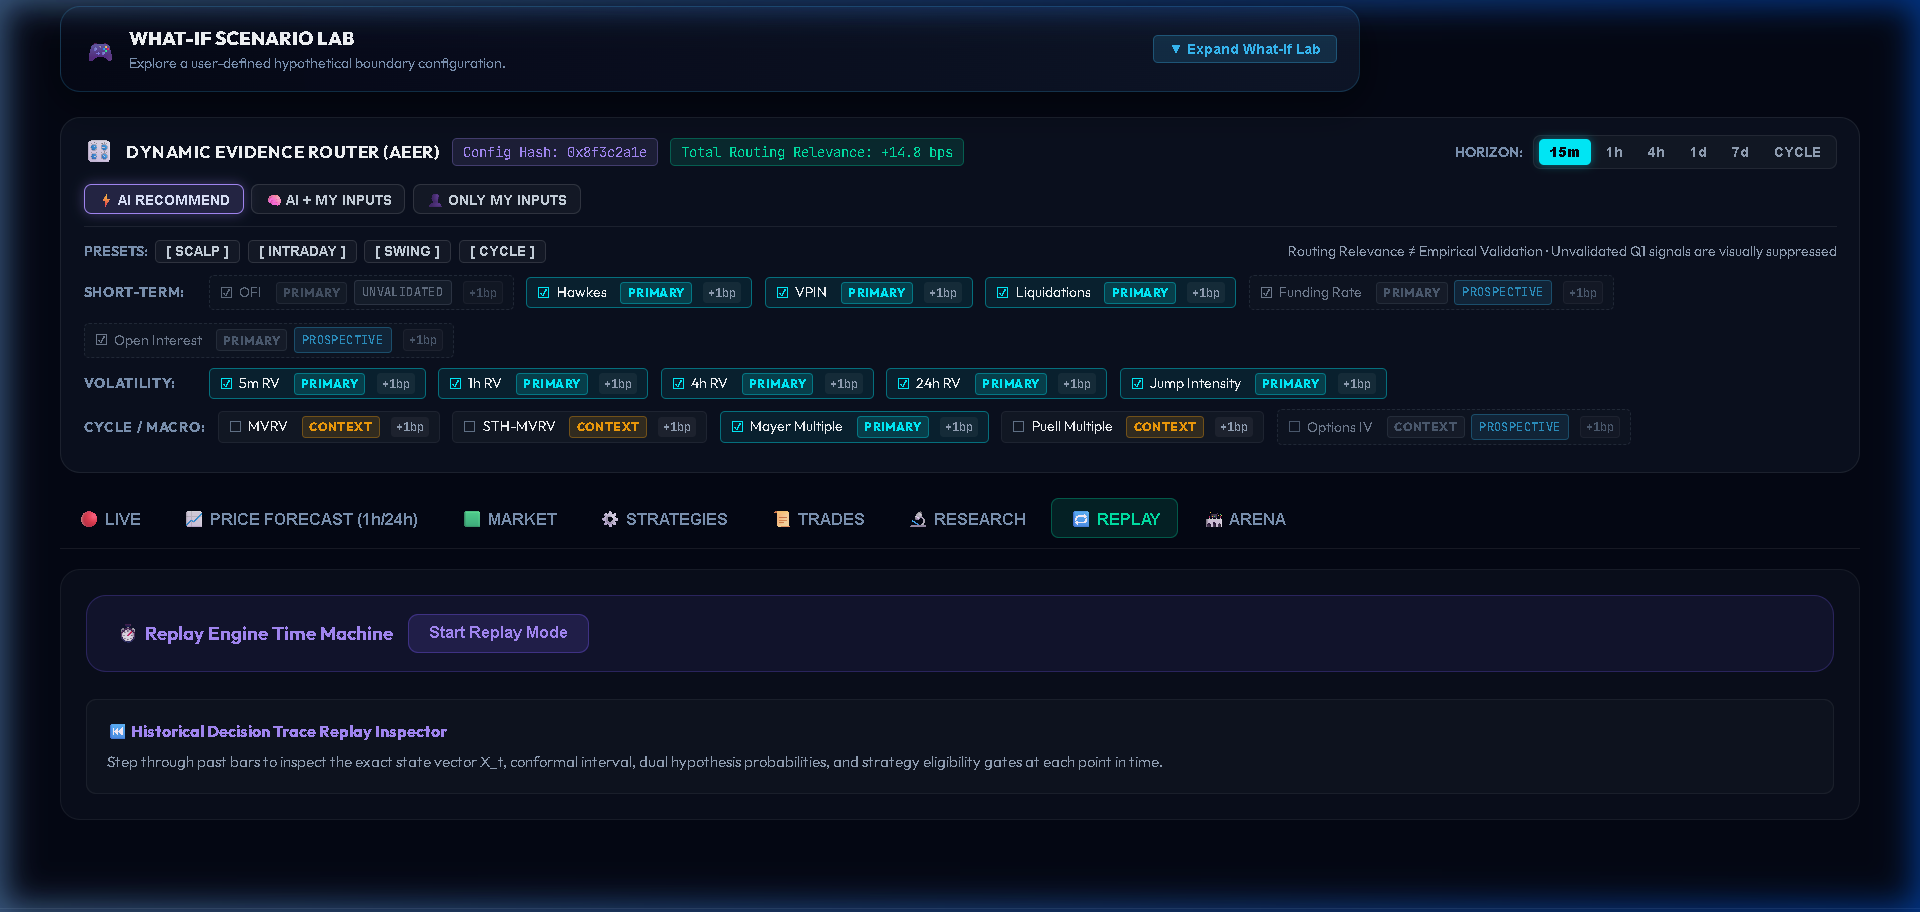 WHAT-IF SCENARIO LAB
Explore a user-defined hypothetical boundary configuration.
▼ Expand What-If Lab
DYNAMIC EVIDENCE ROUTER (AEER) Config Hash: 0x8f3c2a1e Total Routing Relevance: +14.8 bps HORIZON: 15m 1h 4h 1d 7d CYCLE
AI RECOMMEND AI + MY INPUTS ONLY MY INPUTS
PRESETS: [ SCALP ] [ INTRADAY ] [ SWING ] [ CYCLE ] Routing Relevance ≠ Empirical Validation · Unvalidated Q1 signals are visually suppressed
SHORT-TERM: OFI PRIMARY UNVALIDATED +1bp Hawkes PRIMARY +1bp VPIN PRIMARY +1bp Liquidations PRIMARY +1bp Funding Rate PRIMARY PROSPECTIVE +1bp
Open Interest PRIMARY PROSPECTIVE +1bp
VOLATILITY: 5m RV PRIMARY +1bp 1h RV PRIMARY +1bp 4h RV PRIMARY +1bp 24h RV PRIMARY +1bp Jump Intensity PRIMARY +1bp
CYCLE / MACRO: MVRV CONTEXT +1bp STH-MVRV CONTEXT +1bp Mayer Multiple PRIMARY +1bp Puell Multiple CONTEXT +1bp Options IV CONTEXT PROSPECTIVE +1bp
LIVE PRICE FORECAST (1h/24h) MARKET STRATEGIES TRADES RESEARCH REPLAY ARENA
Replay Engine Time Machine Start Replay Mode
Historical Decision Trace Replay Inspector
Step through past bars to inspect the exact state vector X_t, conformal interval, dual hypothesis probabilities, and strategy eligibility gates at each point in time.